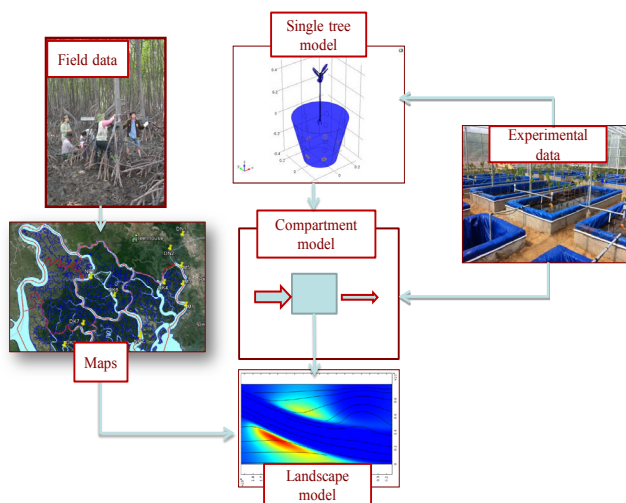 Single tree
model
Field data
Experimental
data
Compartment
model
Maps
Landscape
model